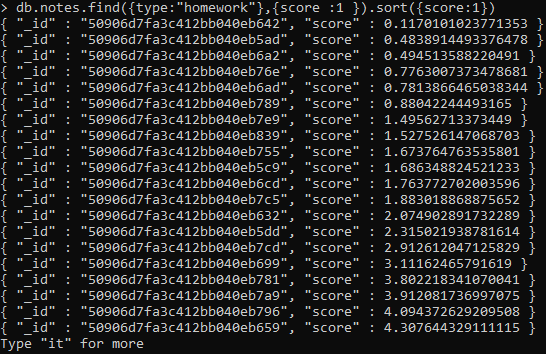 > db.notes.find({type:"homework"},{score :1 }).sort({score:1})
{ "_id" : "50906d7fa3c412bb040eb642", "score" : 0.1170101023771353 }
{ "_id" : "50906d7fa3c412bb040eb5ad", "score" : 0.4838914493376478 }
{ "_id" : "50906d7fa3c412bb040eb6a2", "score" : 0.494513588220491 }
{ "_id" : "50906d7fa3c412bb040eb76e", "score" : 0.7763007373478681 }
{ "_id" : "50906d7fa3c412bb040eb6ad", "score" : 0.7813866465038344 }
{ "_id" : "50906d7fa3c412bb040eb789", "score" : 0.88042244493165 }
{ "_id" : "50906d7fa3c412bb040eb7e9", "score" : 1.49562713373449 }
{ "_id" : "50906d7fa3c412bb040eb839", "score" : 1.527526147068703 }
{ "_id" : "50906d7fa3c412bb040eb755", "score" : 1.673764763535801 }
{ "_id" : "50906d7fa3c412bb040eb5c9", "score" : 1.686348824521233 }
{ "_id" : "50906d7fa3c412bb040eb6cd", "score" : 1.763772702003596 }
{ "_id" : "50906d7fa3c412bb040eb7c5", "score" : 1.883018868875652 }
{ "_id" : "50906d7fa3c412bb040eb632", "score" : 2.074902891732289 }
{ "_id" : "50906d7fa3c412bb040eb5dd", "score" : 2.315021938781614 }
{ "_id" : "50906d7fa3c412bb040eb7cd", "score" : 2.912612047125829 }
{ "_id" : "50906d7fa3c412bb040eb699", "score" : 3.11162465791619 }
{ "_id" : "50906d7fa3c412bb040eb781", "score" : 3.802218341070041 }
{ "_id" : "50906d7fa3c412bb040eb7a9", "score" : 3.912081736997075 }
{ "_id" : "50906d7fa3c412bb040eb796", "score" : 4.094372629209508 }
{ "_id" : "50906d7fa3c412bb040eb659", "score" : 4.307644329111115 }
Type "it" for more